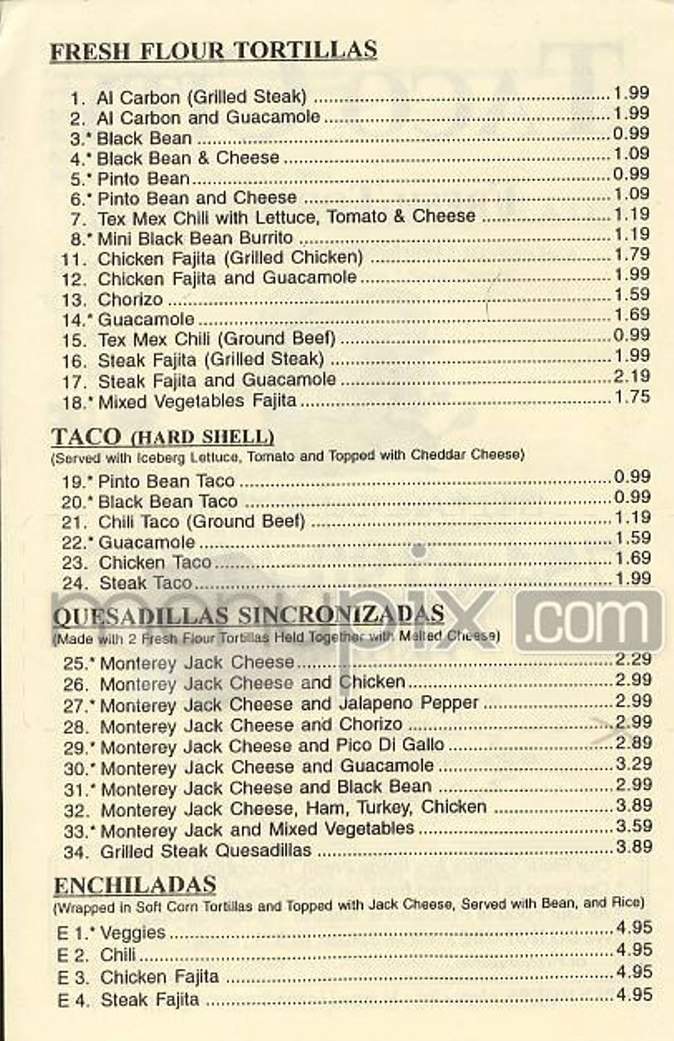 FRESH FLOUR TORTILLAS
1. Al Carbon (Grilled Steak) 1.99
2. Al Carbon and Guacamole 1.99
3.* Black Bean 0.99
4.* Black Bean & Cheese 1.09
5.* Pinto Bean 0.99
6.* Pinto Bean and Cheese 1.09
7. Tex Mex Chili with Lettuce, Tomato & Cheese 1.19
8.* Mini Black Bean Burrito 1.19
11. Chicken Fajita (Grilled Chicken) 1.79
12. Chicken Fajita and Guacamole 1.99
13. Chorizo 1.59
14.* Guacamole 1.69
15. Tex Mex Chili (Ground Beef) 0.99
16. Steak Fajita (Grilled Steak) 1.99
17. Steak Fajita and Guacamole 2.19
18.* Mixed Vegetables Fajita 1.75
TACO (HARD SHELL)
(Served with Iceberg Lettuce, Tomato and Topped with Cheddar Cheese)
19.* Pinto Bean Taco 0.99
20.* Black Bean Taco 0.99
21. Chili Taco (Ground Beef) 1.19
22.* Guacamole 1.59
23. Chicken Taco 1.69
24. Steak Taco 1.99
menupix.com
QUESADILLAS SINCRONIZADAS
(Made with 2 Fresh Flour Tortillas Held Together with Melted Cheese)
25.* Monterey Jack Cheese 2.29
26. Monterey Jack Cheese and Chicken 2.99
27.* Monterey Jack Cheese and Jalapeno Pepper 2.99
28. Monterey Jack Cheese and Chorizo 2.99
29.* Monterey Jack Cheese and Pico Di Gallo 2.89
30.* Monterey Jack Cheese and Guacamole 3.29
31.* Monterey Jack Cheese and Black Bean 2.99
32. Monterey Jack Cheese, Ham, Turkey, Chicken 3.89
33.* Monterey Jack and Mixed Vegetables 3.59
34. Grilled Steak Quesadillas 3.89
ENCHILADAS
(Wrapped in Soft Corn Tortillas and Topped with Jack Cheese, Served with Bean, and Rice)
E 1.* Veggies 4.95
E 2. Chili 4.95
E 3. Chicken Fajita 4.95
E 4. Steak Fajita 4.95